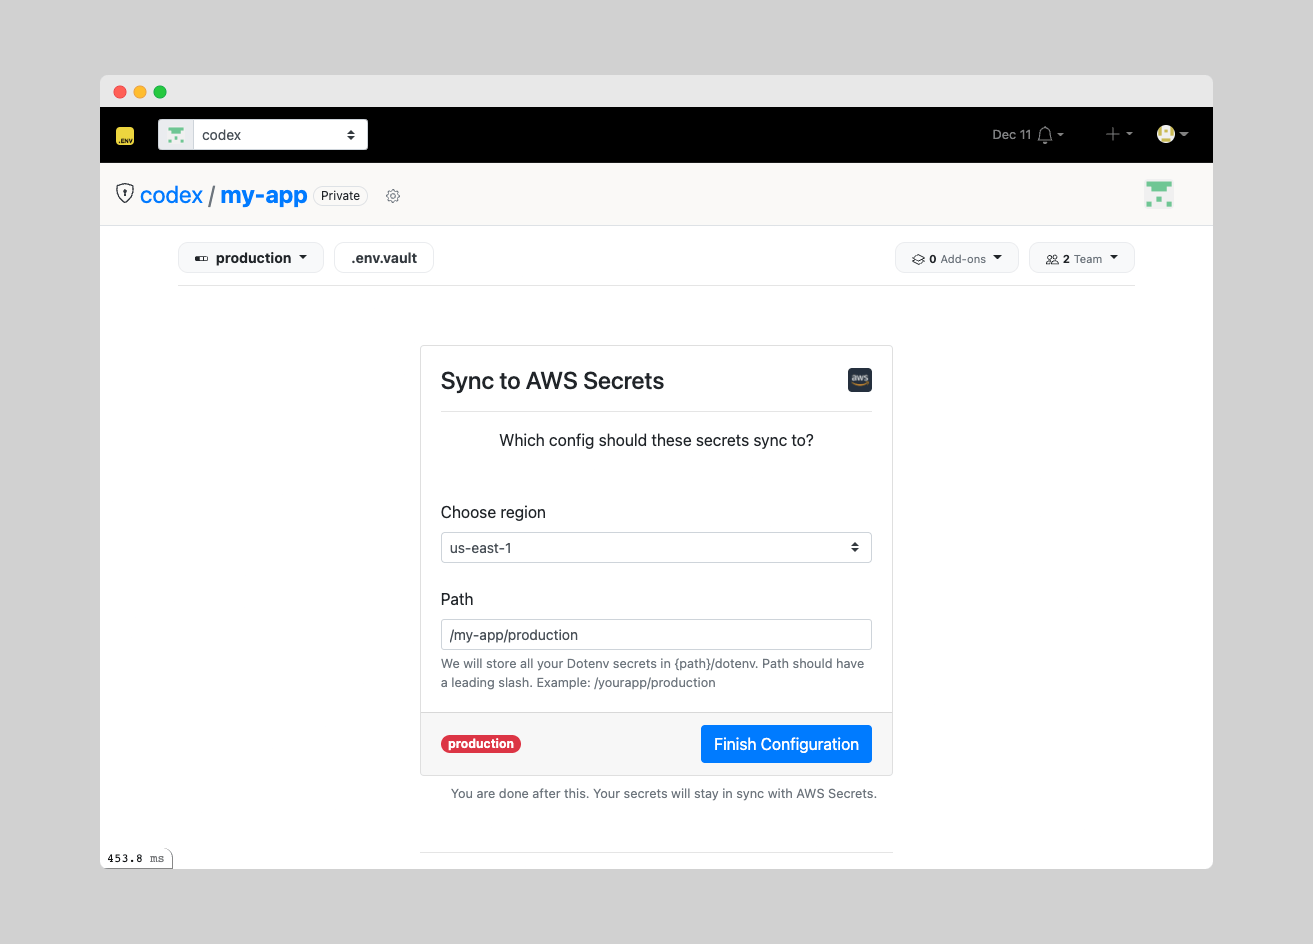 .ENV
codex
Dec 11
codex / my-app Private
production
.env.vault
0 Add-ons
2 Team
Sync to AWS Secrets
aws
Which config should these secrets sync to?
Choose region
us-east-1
Path
/my-app/production
We will store all your Dotenv secrets in {path}/dotenv. Path should have
a leading slash. Example: /yourapp/production
production
Finish Configuration
You are done after this. Your secrets will stay in sync with AWS Secrets.
453.8 ms